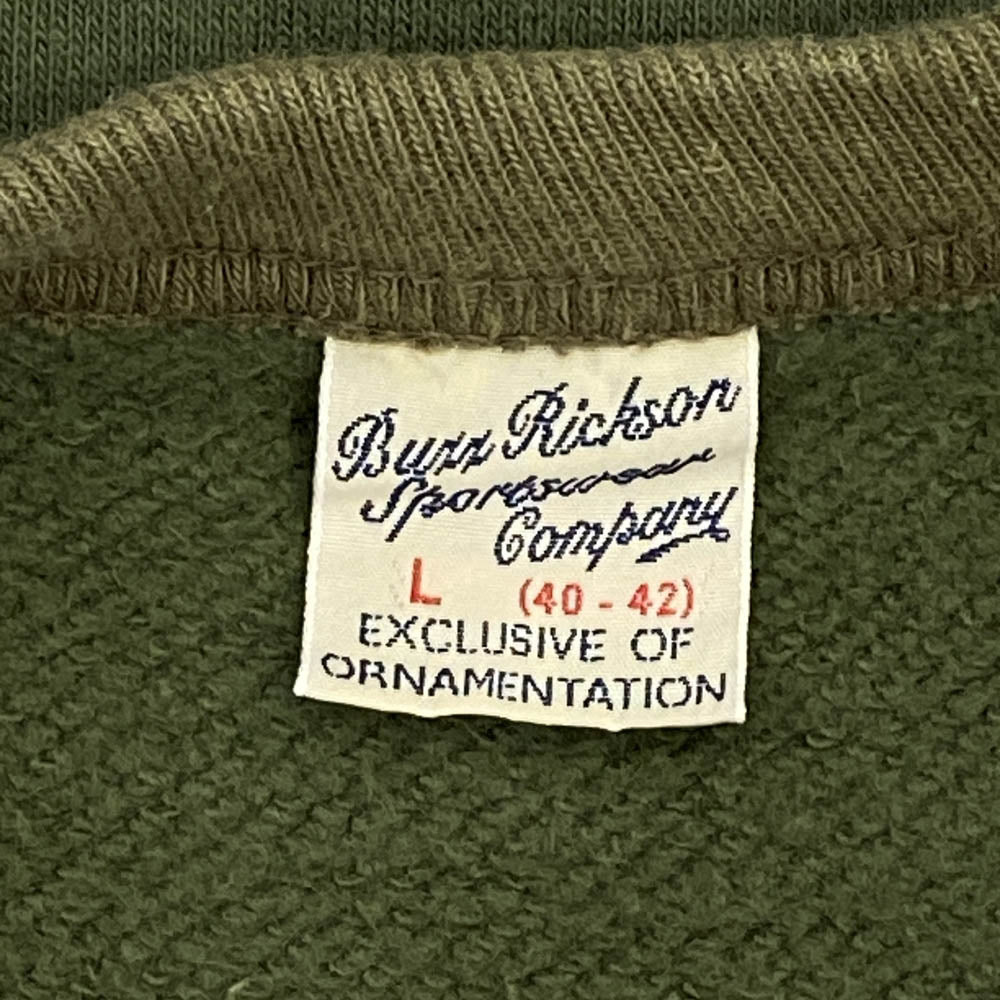 Buzz Rickson
Sportswear
Company
L (40 - 42)
EXCLUSIVE OF
ORNAMENTATION